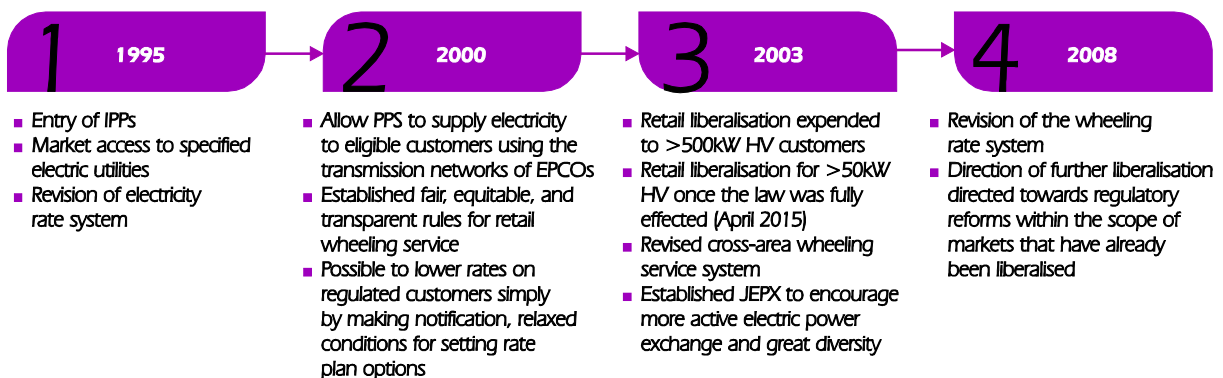 1 1995
■ Entry of IPPs
■ Market access to specified
electric utilities
■ Revision of electricity
rate system
2 2000
■ Allow PPS to supply electricity
to eligible customers using the
transmission networks of EPCOs
■ Established fair, equitable, and
transparent rules for retail
wheeling service
■ Possible to lower rates on
regulated customers simply
by making notification, relaxed
conditions for setting rate
plan options
3 2003
■ Retail liberalisation expended
to >500kW HV customers
■ Retail liberalisation for >50kW
HV once the law was fully
effected (April 2015)
■ Revised cross-area wheeling
service system
■ Established JEPX to encourage
more active electric power
exchange and great diversity
4 2008
■ Revision of the wheeling
rate system
■ Direction of further liberalisation
directed towards regulatory
reforms within the scope of
markets that have already
been liberalised